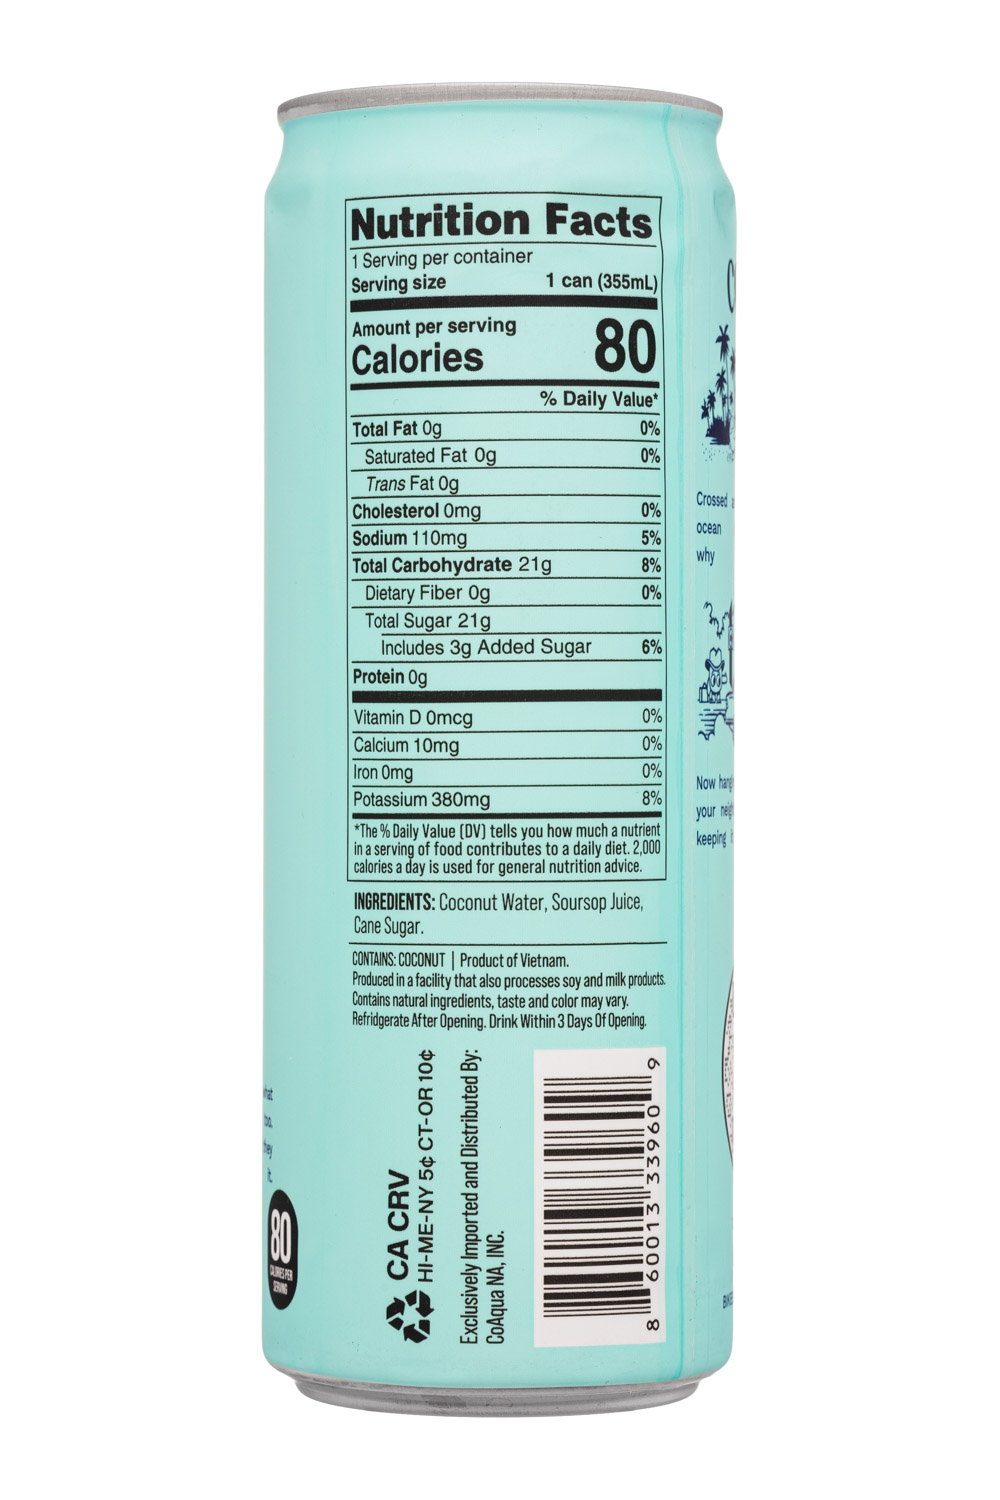 Nutrition Facts
1 Serving per container
Serving size 1 can (355mL)
Amount per serving
Calories 80
% Daily Value*
Total Fat 0g 0%
Saturated Fat 0g 0%
Trans Fat 0g
Cholesterol 0mg 0%
Sodium 110mg 5%
Total Carbohydrate 21g 8%
Dietary Fiber 0g 0%
Total Sugar 21g
Includes 3g Added Sugar 6%
Protein 0g
Vitamin D 0mcg 0%
Calcium 10mg 0%
Iron 0mg 0%
Potassium 380mg 8%
*The % Daily Value (DV) tells you how much a nutrient
in a serving of food contributes to a daily diet. 2,000
calories a day is used for general nutrition advice.
INGREDIENTS: Coconut Water, Soursop Juice,
Cane Sugar.
CONTAINS: COCONUT | Product of Vietnam.
Produced in a facility that also processes soy and milk products.
Contains natural ingredients, taste and color may vary.
Refridgerate After Opening. Drink Within 3 Days Of Opening.
CA CRV
HI-ME-NY 5¢ CT-OR 10¢
Exclusively Imported and Distributed By:
CoAqua NA, INC.
8 60013 33960 9
80
CALORIES PER
SERVING
it.
Crossed
ocean
why
Now
your
keeping